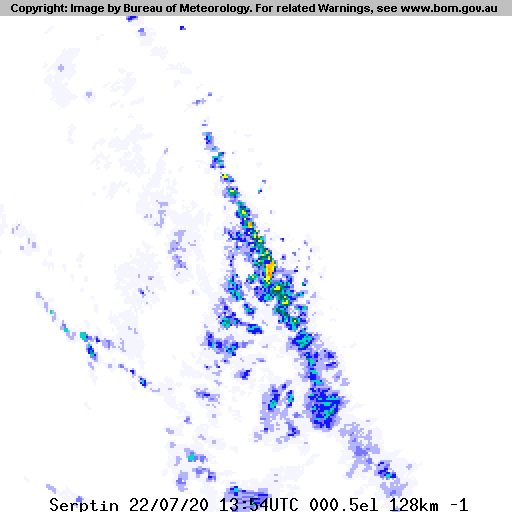 Copyright: Image by Bureau of Meteorology. For related Warnings, see www.bom.gov.au
Serptin 22/07/20 13:54UTC 000.5el 128km -1